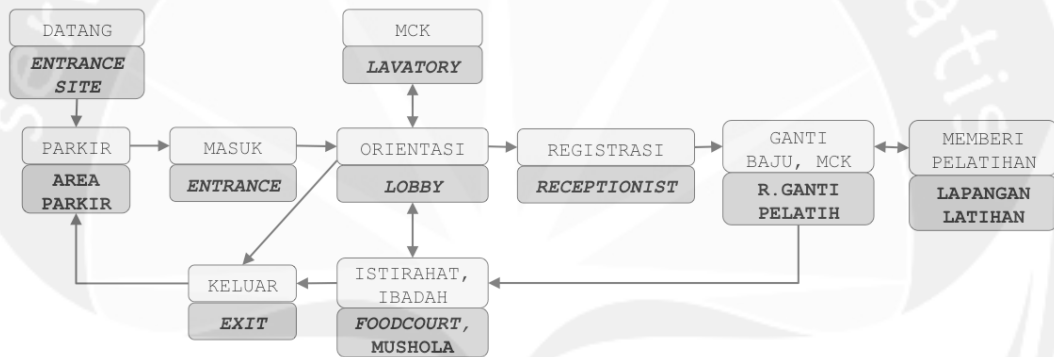 DATANG
ENTRANCE
SITE
MCK
LAVATORY
PARKIR
AREA
PARKIR
MASUK
ENTRANCE
ORIENTASI
LOBBY
REGISTRASI
RECEPTIONIST
GANTI
BAJU, MCK
R.GANTI
PELATIH
MEMBERI
PELATIHAN
LAPANGAN
LATIHAN
KELUAR
EXIT
ISTIRAHAT,
IBADAH
FOODCOURT,
MUSHOLA